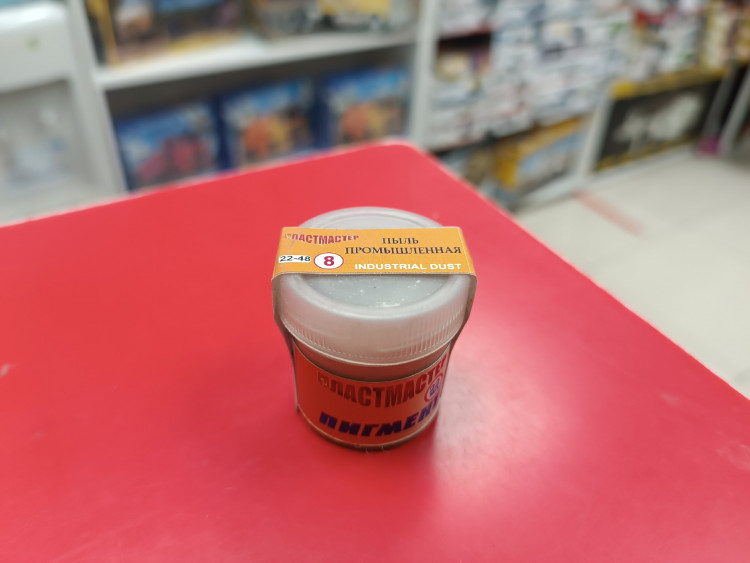 ПЛАСТМАСТЕР
ПЫЛЬ
ПРОМЫШЛЕННАЯ
22-48
8
INDUSTRIAL DUST
ПЛАСТМАСТЕР
ПИГМЕНТ